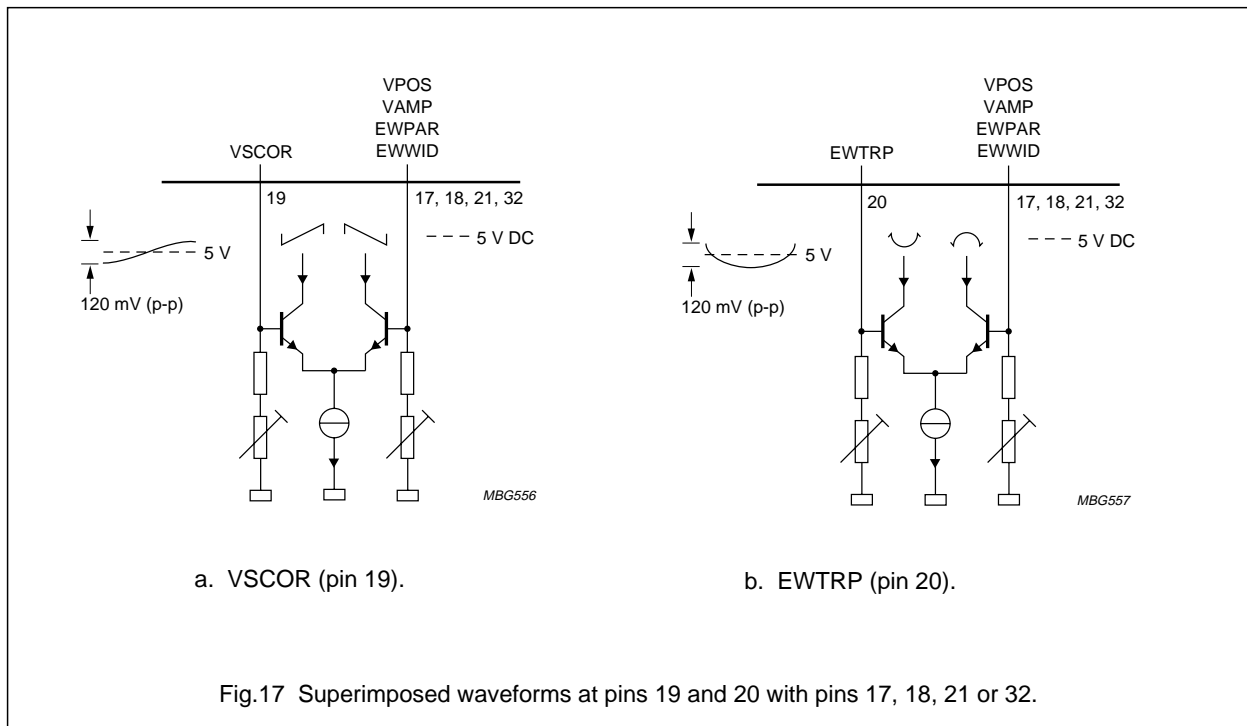 VPOS
VAMP
EWPAR
EWWID
VSCOR
19
17, 18, 21, 32
5 V DC
5 V
120 mV (p-p)
MBG556
a. VSCOR (pin 19).
VPOS
VAMP
EWPAR
EWWID
EWTRP
20
17, 18, 21, 32
5 V DC
5 V
120 mV (p-p)
MBG557
b. EWTRP (pin 20).
Fig.17 Superimposed waveforms at pins 19 and 20 with pins 17, 18, 21 or 32.